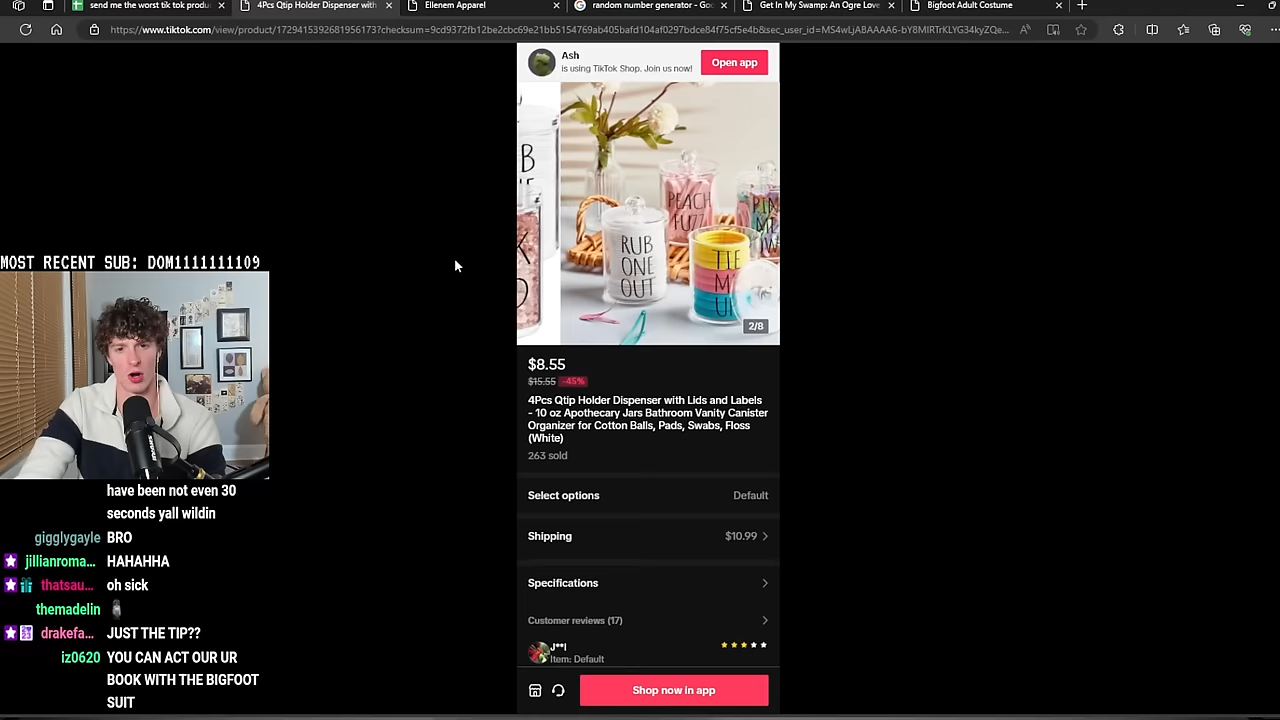 send me the worst tik tok produc
4Pcs Qtip Holder Dispenser with
Ellenem Apparel
random number generator - Goo
Get In My Swamp: An Ogre Love
Bigfoot Adult Costume
Ash
is using TikTok Shop. Join us now!
Open app
PEACH
FUZZ
RUB
ONE
OUT
TIE
ME
UP
2/8
MOST RECENT SUB: DOM1111111109
$8.55
$15.55 -45%
4Pcs Qtip Holder Dispenser with Lids and Labels
- 10 oz Apothecary Jars Bathroom Vanity Canister
Organizer for Cotton Balls, Pads, Swabs, Floss
(White)
263 sold
Select options Default
Shipping $10.99
Specifications
Customer reviews (17)
J**l
Item: Default
Shop now in app
have been not even 30
seconds yall wildin
gigglygayle BRO
jillianroma... HAHAHHA
thatsau... oh sick
themadelin
drakefa... JUST THE TIP??
iz0620 YOU CAN ACT OUR UR
BOOK WITH THE BIGFOOT
SUIT